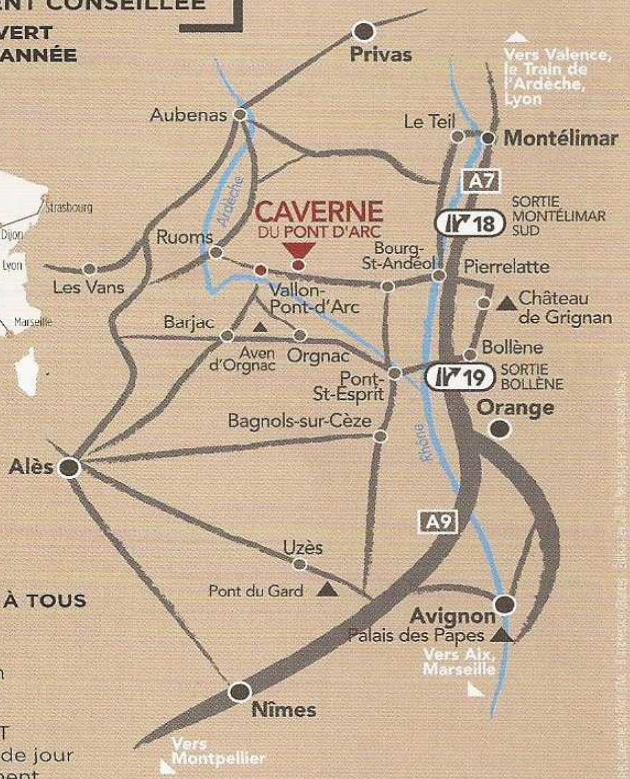 NT CONSEILLÉE
VERT
ANNÉE
Privas
Vers Valence,
le Train de
l'Ardèche,
Lyon
Aubenas
Le Teil
Montélimar
A7
Ardèche
CAVERNE
DU PONT D'ARC
18
SORTIE
MONTÉLIMAR
SUD
Strasbourg
Dijon
Lyon
Marseille
Ruoms
Bourg-
St-Andéol
Pierrelatte
Les Vans
Vallon-
Pont-d'Arc
Château
de Grignan
Barjac
Aven
d'Orgnac
Orgnac
Bollène
Pont-
St-Esprit
19
SORTIE
BOLLÈNE
Orange
Bagnols-sur-Cèze
Rhône
Alès
A9
Uzès
Pont du Gard
À TOUS
Avignon
Palais des Papes
Vers Aix,
Marseille
n
Nîmes
T
de jour
ment
Vers
Montpellier